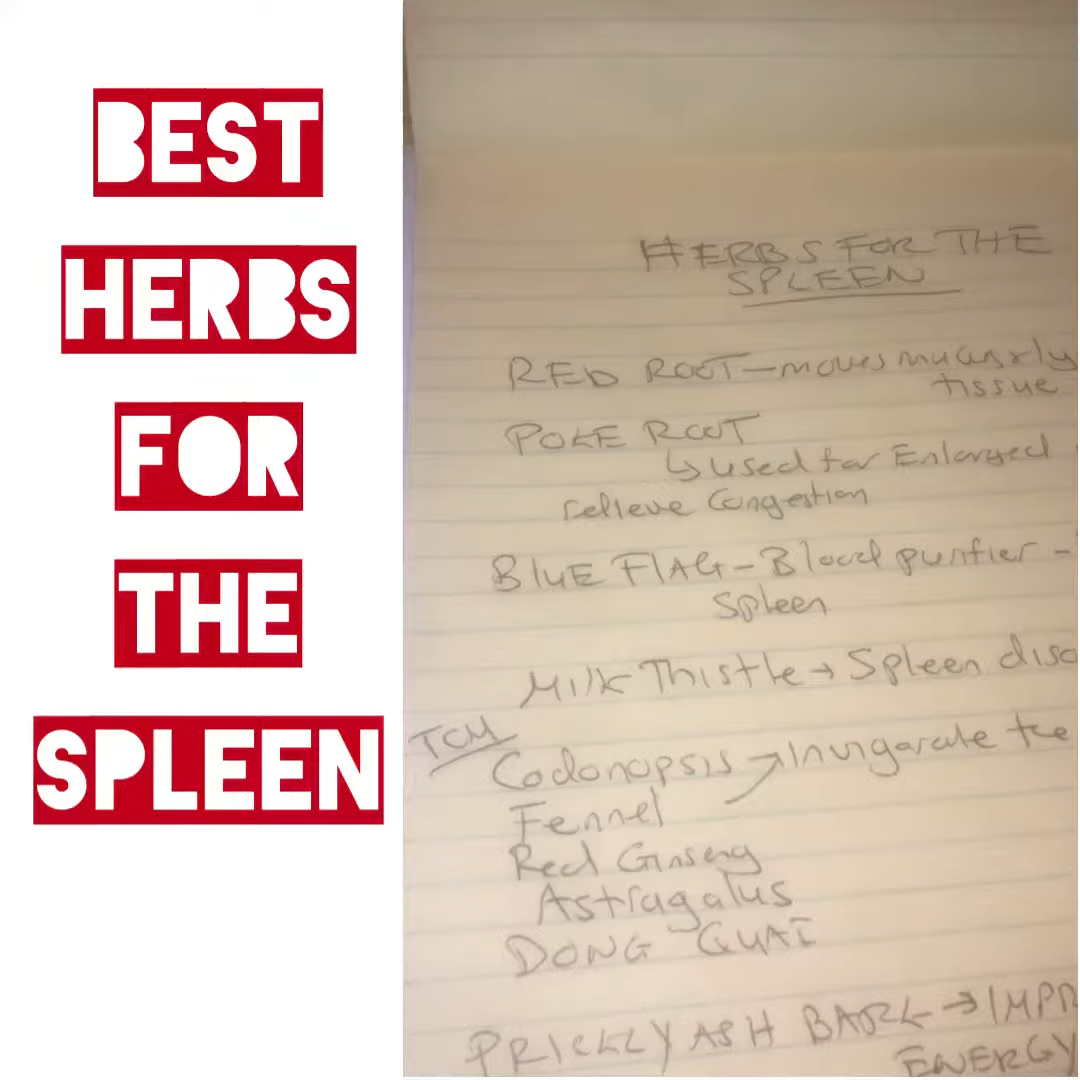 BEST
HERBS
FOR
THE
SPLEEN
HERBS FOR THE
SPLEEN
RED ROOT – moves
tissue
POKE ROOT
↳ used for Enlarged
relieve Congestion
BluE FlAG – Blood purifier –
Spleen
Milk Thistle → Spleen diso
TCM
Codonopsis → Invigarate the
Fennel
Red Ginseng
Astragalus
DONG QUAI
PRICKLY ASH BARK → IMPR
ENERGY